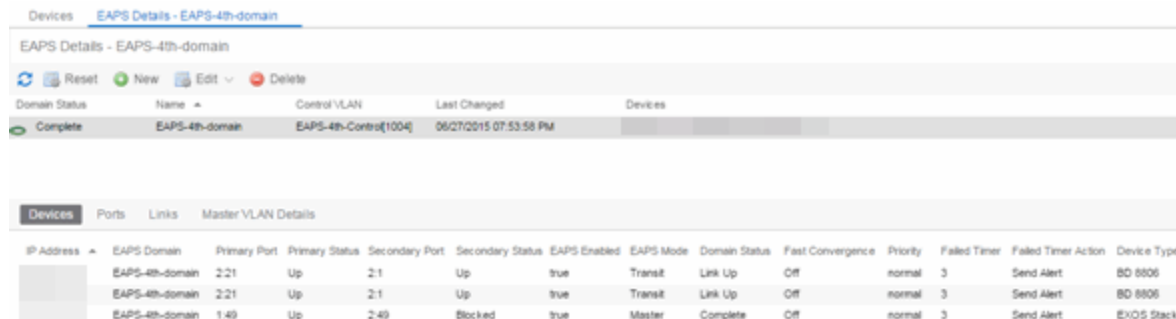 Devices EAPS Details - EAPS-4th-domain
EAPS Details - EAPS-4th-domain
Reset New Edit Delete
Domain Status Name Control VLAN Last Changed Devices
Complete EAPS-4th-domain EAPS-4th-Control[1004] 06/27/2015 07:53:58 PM
Devices Ports Links Master VLAN Details
IP Address EAPS Domain Primary Port Primary Status Secondary Port Secondary Status EAPS Enabled EAPS Mode Domain Status Fast Convergence Priority Failed Timer Failed Timer Action Device Type
EAPS-4th-domain 2:21 Up 2:1 Up true Transit Link Up Off normal 3 Send Alert BD 8806
EAPS-4th-domain 2:21 Up 2:1 Up true Transit Link Up Off normal 3 Send Alert BD 8806
EAPS-4th-domain 1:49 Up 2:49 Blocked true Master Complete Off normal 3 Send Alert EXOS Stack